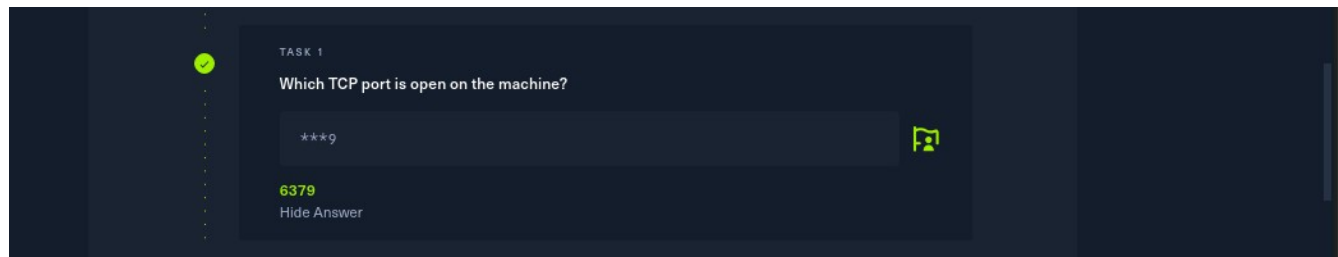 TASK 1
Which TCP port is open on the machine?
***9
6379
Hide Answer